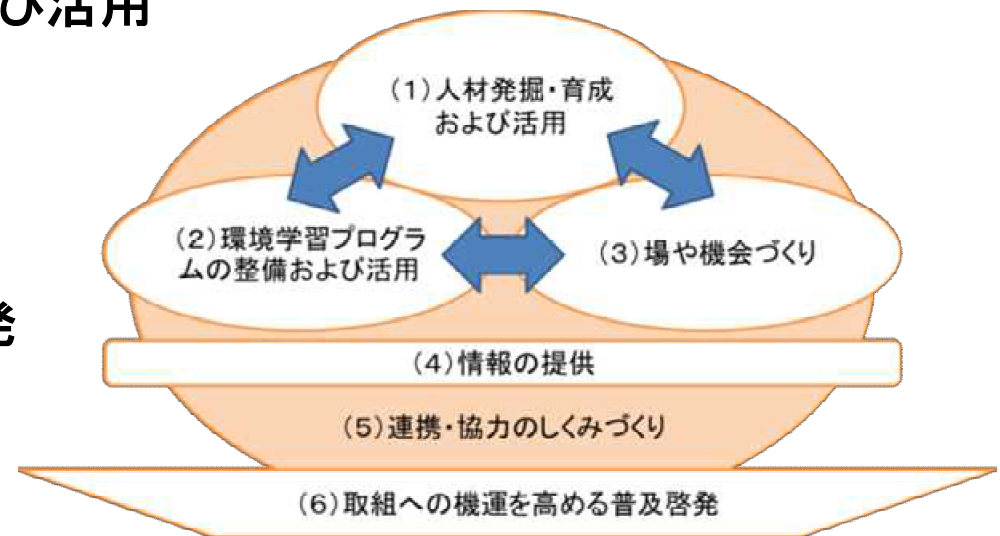 び活用
(1)人材発掘・育成
および活用
(2)環境学習プログラ
ムの整備および活用
(3)場や機会づくり
発
(4)情報の提供
(5)連携・協力のしくみづくり
(6)取組への機運を高める普及啓発